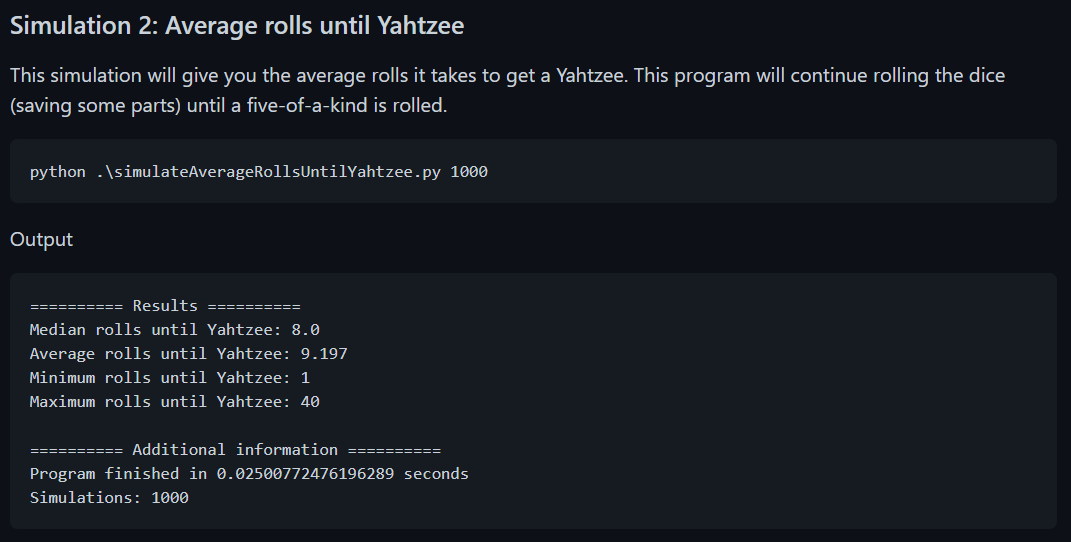 Simulation 2: Average rolls until Yahtzee
This simulation will give you the average rolls it takes to get a Yahtzee. This program will continue rolling the dice
(saving some parts) until a five-of-a-kind is rolled.
python .\simulateAverageRollsUntilYahtzee.py 1000
Output
========== Results ==========
Median rolls until Yahtzee: 8.0
Average rolls until Yahtzee: 9.197
Minimum rolls until Yahtzee: 1
Maximum rolls until Yahtzee: 40
========== Additional information ==========
Program finished in 0.02500772476196289 seconds
Simulations: 1000